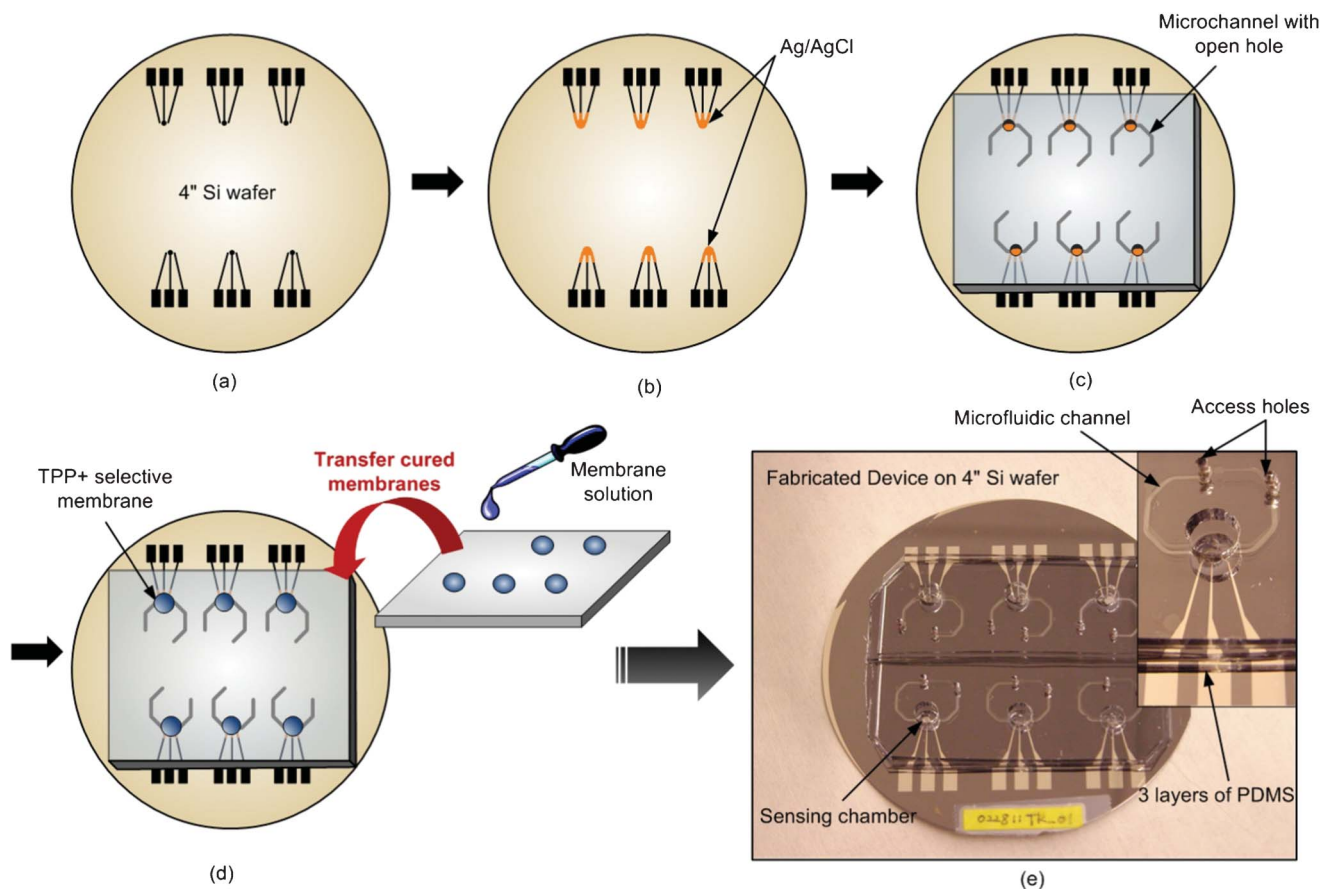 4" Si wafer
(a)
Ag/AgCl
(b)
Microchannel with
open hole
(c)
TPP+ selective
membrane
Transfer cured
membranes
Membrane
solution
(d)
Microfluidic channel
Access holes
Fabricated Device on 4" Si wafer
Sensing chamber
3 layers of PDMS
022811TK_01
(e)